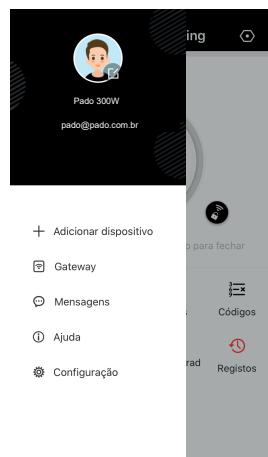 ing
Pado 300W
pado@pado.com.br
Adicionar dispositivo
o para fechar
Gateway
Mensagens
s
Códigos
Ajuda
rad
Registos
Configuração